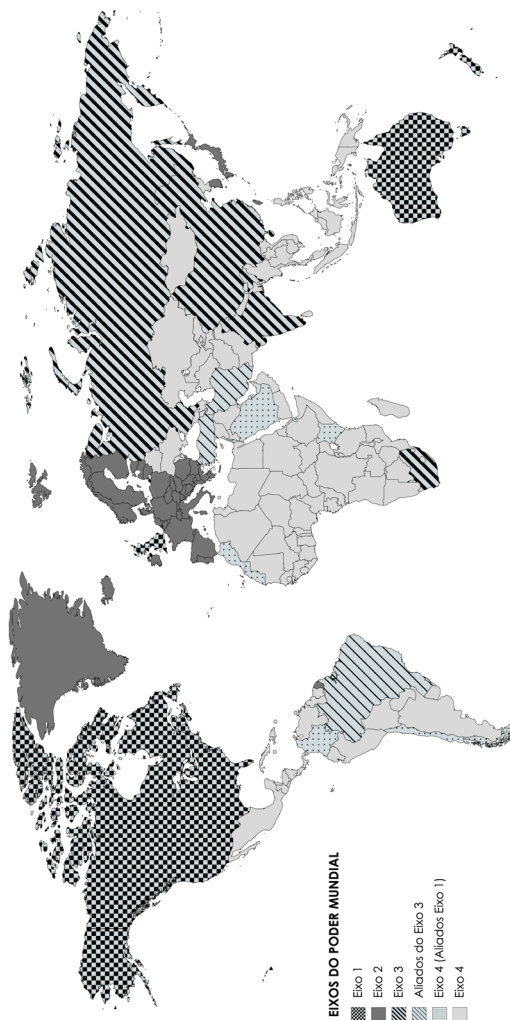 EIXOS DO PODER MUNDIAL
Eixo 1
Eixo 2
Eixo 3
Aliados do Eixo 3
Eixo 4 (Aliados Eixo 1)
Eixo 4